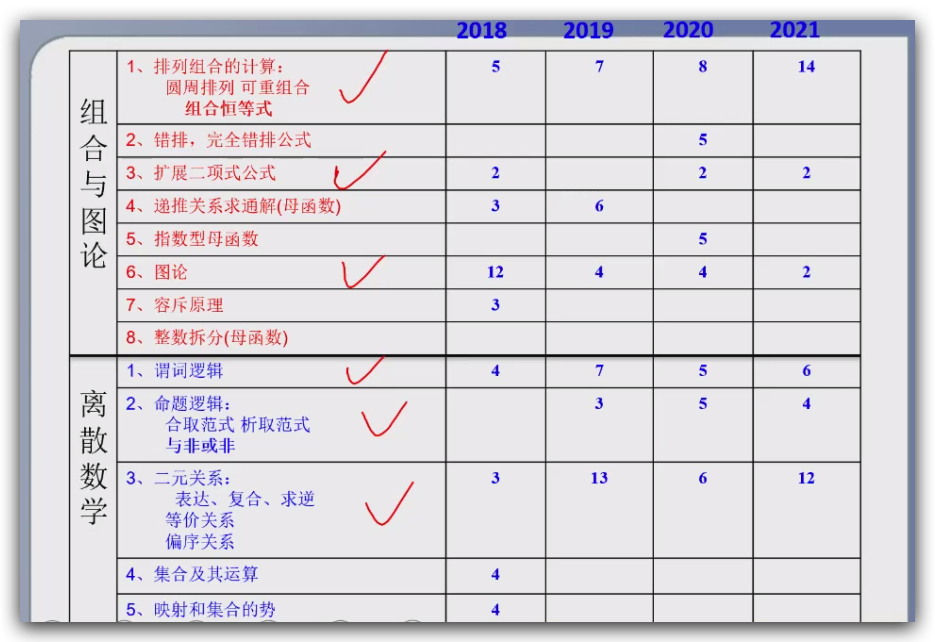 2018 2019 2020 2021
组合与图论
1、排列组合的计算： 5 7 8 14
圆周排列 可重组合
组合恒等式
2、错排，完全错排公式 5
3、扩展二项式公式 2 2 2
4、递推关系求通解(母函数) 3 6
5、指数型母函数 5
6、图论 12 4 4 2
7、容斥原理 3
8、整数拆分(母函数)
离散数学
1、谓词逻辑 4 7 5 6
2、命题逻辑： 3 5 4
合取范式 析取范式
与非或非
3、二元关系： 3 13 6 12
表达、复合、求逆
等价关系
偏序关系
4、集合及其运算 4
5、映射和集合的势 4